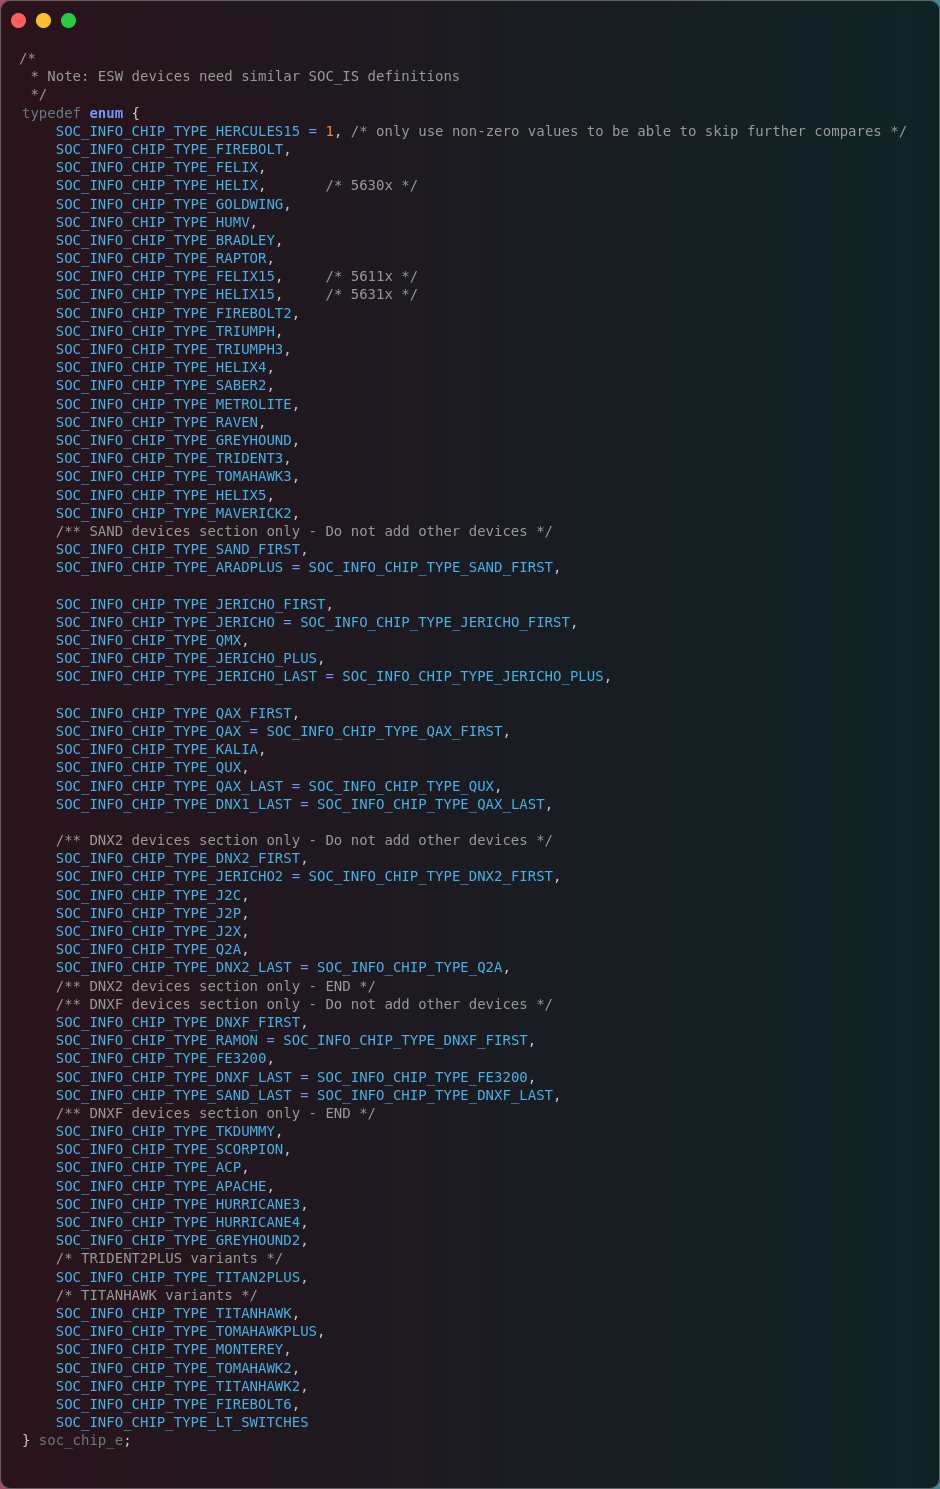 /*
 * Note: ESW devices need similar SOC_IS definitions
 */
typedef enum {
    SOC_INFO_CHIP_TYPE_HERCULES15 = 1, /* only use non-zero values to be able to skip further compares */
    SOC_INFO_CHIP_TYPE_FIREBOLT,
    SOC_INFO_CHIP_TYPE_FELIX,
    SOC_INFO_CHIP_TYPE_HELIX,       /* 5630x */
    SOC_INFO_CHIP_TYPE_GOLDWING,
    SOC_INFO_CHIP_TYPE_HUMV,
    SOC_INFO_CHIP_TYPE_BRADLEY,
    SOC_INFO_CHIP_TYPE_RAPTOR,
    SOC_INFO_CHIP_TYPE_FELIX15,     /* 5611x */
    SOC_INFO_CHIP_TYPE_HELIX15,     /* 5631x */
    SOC_INFO_CHIP_TYPE_FIREBOLT2,
    SOC_INFO_CHIP_TYPE_TRIUMPH,
    SOC_INFO_CHIP_TYPE_TRIUMPH3,
    SOC_INFO_CHIP_TYPE_HELIX4,
    SOC_INFO_CHIP_TYPE_SABER2,
    SOC_INFO_CHIP_TYPE_METROLITE,
    SOC_INFO_CHIP_TYPE_RAVEN,
    SOC_INFO_CHIP_TYPE_GREYHOUND,
    SOC_INFO_CHIP_TYPE_TRIDENT3,
    SOC_INFO_CHIP_TYPE_TOMAHAWK3,
    SOC_INFO_CHIP_TYPE_HELIX5,
    SOC_INFO_CHIP_TYPE_MAVERICK2,
    /** SAND devices section only - Do not add other devices */
    SOC_INFO_CHIP_TYPE_SAND_FIRST,
    SOC_INFO_CHIP_TYPE_ARADPLUS = SOC_INFO_CHIP_TYPE_SAND_FIRST,

    SOC_INFO_CHIP_TYPE_JERICHO_FIRST,
    SOC_INFO_CHIP_TYPE_JERICHO = SOC_INFO_CHIP_TYPE_JERICHO_FIRST,
    SOC_INFO_CHIP_TYPE_QMX,
    SOC_INFO_CHIP_TYPE_JERICHO_PLUS,
    SOC_INFO_CHIP_TYPE_JERICHO_LAST = SOC_INFO_CHIP_TYPE_JERICHO_PLUS,

    SOC_INFO_CHIP_TYPE_QAX_FIRST,
    SOC_INFO_CHIP_TYPE_QAX = SOC_INFO_CHIP_TYPE_QAX_FIRST,
    SOC_INFO_CHIP_TYPE_KALIA,
    SOC_INFO_CHIP_TYPE_QUX,
    SOC_INFO_CHIP_TYPE_QAX_LAST = SOC_INFO_CHIP_TYPE_QUX,
    SOC_INFO_CHIP_TYPE_DNX1_LAST = SOC_INFO_CHIP_TYPE_QAX_LAST,

    /** DNX2 devices section only - Do not add other devices */
    SOC_INFO_CHIP_TYPE_DNX2_FIRST,
    SOC_INFO_CHIP_TYPE_JERICHO2 = SOC_INFO_CHIP_TYPE_DNX2_FIRST,
    SOC_INFO_CHIP_TYPE_J2C,
    SOC_INFO_CHIP_TYPE_J2P,
    SOC_INFO_CHIP_TYPE_J2X,
    SOC_INFO_CHIP_TYPE_Q2A,
    SOC_INFO_CHIP_TYPE_DNX2_LAST = SOC_INFO_CHIP_TYPE_Q2A,
    /** DNX2 devices section only - END */
    /** DNXF devices section only - Do not add other devices */
    SOC_INFO_CHIP_TYPE_DNXF_FIRST,
    SOC_INFO_CHIP_TYPE_RAMON = SOC_INFO_CHIP_TYPE_DNXF_FIRST,
    SOC_INFO_CHIP_TYPE_FE3200,
    SOC_INFO_CHIP_TYPE_DNXF_LAST = SOC_INFO_CHIP_TYPE_FE3200,
    SOC_INFO_CHIP_TYPE_SAND_LAST = SOC_INFO_CHIP_TYPE_DNXF_LAST,
    /** DNXF devices section only - END */
    SOC_INFO_CHIP_TYPE_TKDUMMY,
    SOC_INFO_CHIP_TYPE_SCORPION,
    SOC_INFO_CHIP_TYPE_ACP,
    SOC_INFO_CHIP_TYPE_APACHE,
    SOC_INFO_CHIP_TYPE_HURRICANE3,
    SOC_INFO_CHIP_TYPE_HURRICANE4,
    SOC_INFO_CHIP_TYPE_GREYHOUND2,
    /* TRIDENT2PLUS variants */
    SOC_INFO_CHIP_TYPE_TITAN2PLUS,
    /* TITANHAWK variants */
    SOC_INFO_CHIP_TYPE_TITANHAWK,
    SOC_INFO_CHIP_TYPE_TOMAHAWKPLUS,
    SOC_INFO_CHIP_TYPE_MONTEREY,
    SOC_INFO_CHIP_TYPE_TOMAHAWK2,
    SOC_INFO_CHIP_TYPE_TITANHAWK2,
    SOC_INFO_CHIP_TYPE_FIREBOLT6,
    SOC_INFO_CHIP_TYPE_LT_SWITCHES
} soc_chip_e;